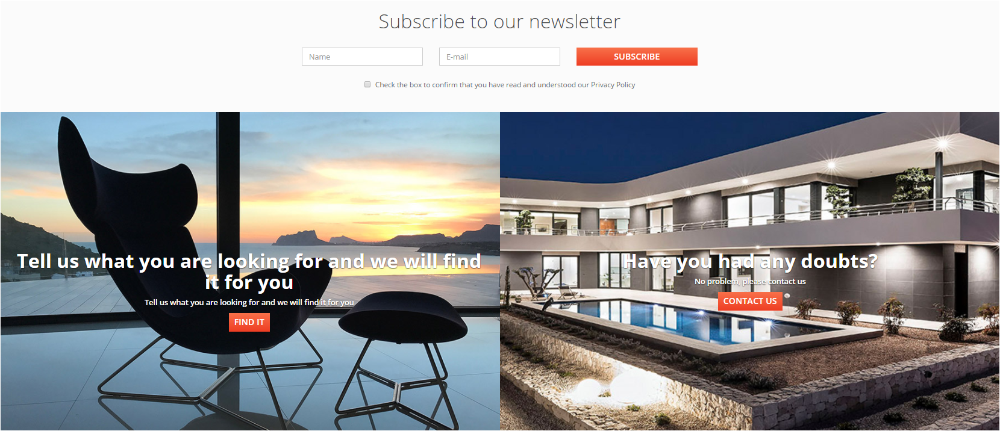 Subscribe to our newsletter
Name
E-mail
SUBSCRIBE
Check the box to confirm that you have read and understood our Privacy Policy
Tell us what you are looking for and we will find
it for you
Tell us what you are looking for and we will find it for you
FIND IT
Have you had any doubts?
No problem, please contact us
CONTACT US